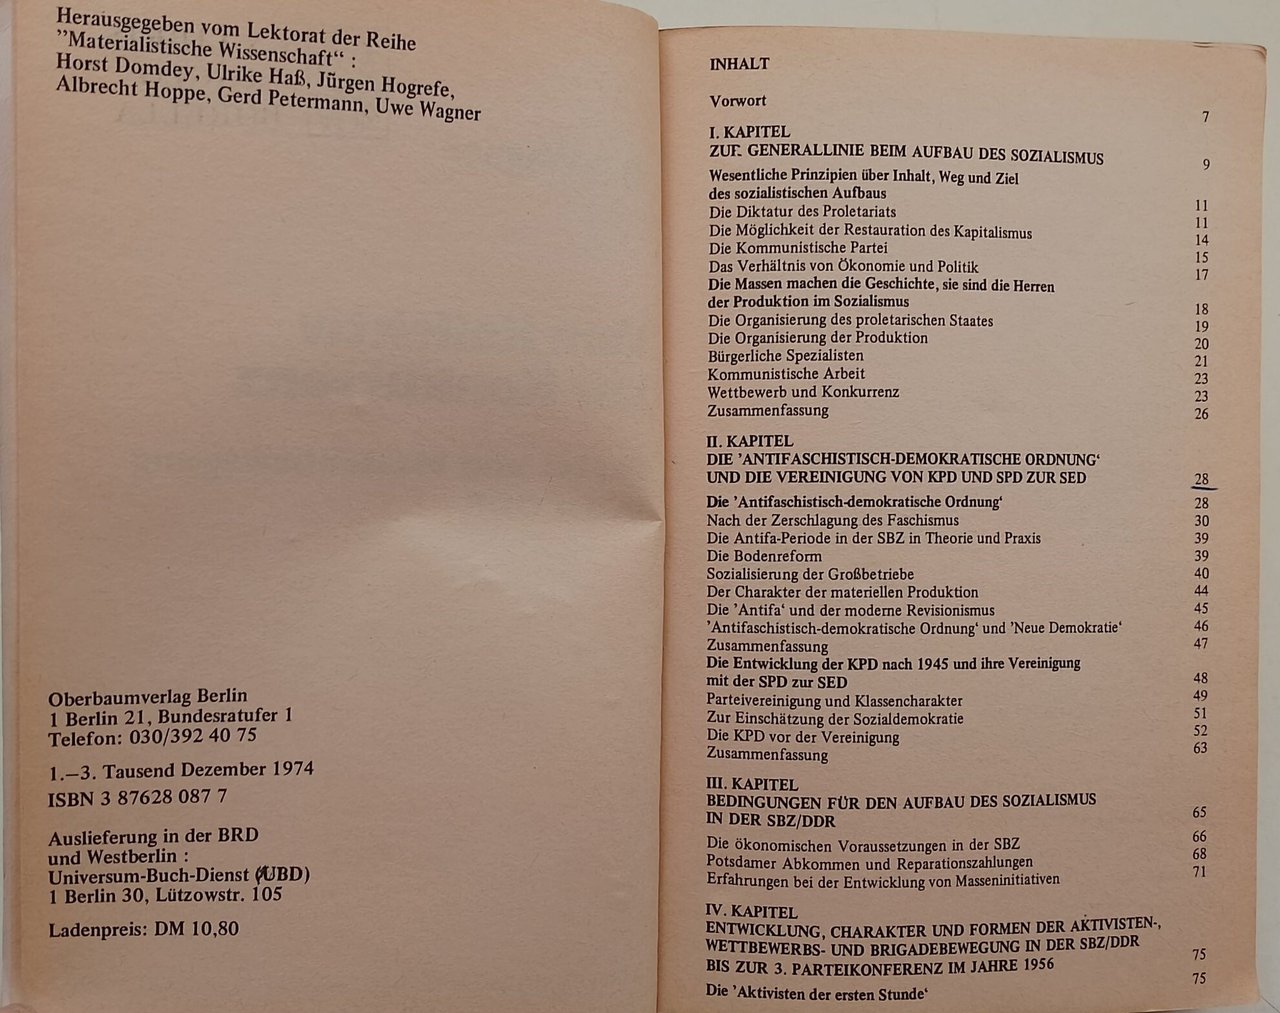 Herausgegeben vom Lektorat der Reihe
”Materialistische Wissenschaft“ :
Horst Domdey, Ulrike Haß, Jürgen Hogrefe,
Albrecht Hoppe, Gerd Petermann, Uwe Wagner
Oberbaumverlag Berlin
1 Berlin 21, Bundesratufer 1
Telefon: 030/392 40 75
1.—3. Tausend Dezember 1974
ISBN 3 87628 087 7
Auslieferung in der BRD
und Westberlin :
Universum-Buch-Dienst (UBD)
1 Berlin 30, Lützowstr. 105
Ladenpreis: DM 10,80
INHALT
Vorwort 7
I. KAPITEL
ZUR GENERALLINIE BEIM AUFBAU DES SOZIALISMUS 9
Wesentliche Prinzipien über Inhalt, Weg und Ziel
des sozialistischen Aufbaus 11
Die Diktatur des Proletariats 11
Die Möglichkeit der Restauration des Kapitalismus 14
Die Kommunistische Partei 15
Das Verhältnis von Ökonomie und Politik 17
Die Massen machen die Geschichte, sie sind die Herren
der Produktion im Sozialismus 18
Die Organisierung des proletarischen Staates 19
Die Organisierung der Produktion 20
Bürgerliche Spezialisten 21
Kommunistische Arbeit 23
Wettbewerb und Konkurrenz 23
Zusammenfassung 26
II. KAPITEL
DIE ’ANTIFASCHISTISCH-DEMOKRATISCHE ORDNUNG‘
UND DIE VEREINIGUNG VON KPD UND SPD ZUR SED 28
Die ’Antifaschistisch-demokratische Ordnung‘ 28
Nach der Zerschlagung des Faschismus 30
Die Antifa-Periode in der SBZ in Theorie und Praxis 39
Die Bodenreform 39
Sozialisierung der Großbetriebe 40
Der Charakter der materiellen Produktion 44
Die ’Antifa‘ und der moderne Revisionismus 45
’Antifaschistisch-demokratische Ordnung‘ und ’Neue Demokratie‘ 46
Zusammenfassung 47
Die Entwicklung der KPD nach 1945 und ihre Vereinigung
mit der SPD zur SED 48
Parteivereinigung und Klassencharakter 49
Zur Einschätzung der Sozialdemokratie 51
Die KPD vor der Vereinigung 52
Zusammenfassung 63
III. KAPITEL
BEDINGUNGEN FÜR DEN AUFBAU DES SOZIALISMUS
IN DER SBZ/DDR 65
Die ökonomischen Voraussetzungen in der SBZ 66
Potsdamer Abkommen und Reparationszahlungen 68
Erfahrungen bei der Entwicklung von Masseninitiativen 71
IV. KAPITEL
ENTWICKLUNG, CHARAKTER UND FORMEN DER AKTIVISTEN-,
WETTBEWERBS- UND BRIGADEBEWEGUNG IN DER SBZ/DDR
BIS ZUR 3. PARTEIKONFERENZ IM JAHRE 1956 75
Die ’Aktivisten der ersten Stunde‘ 75